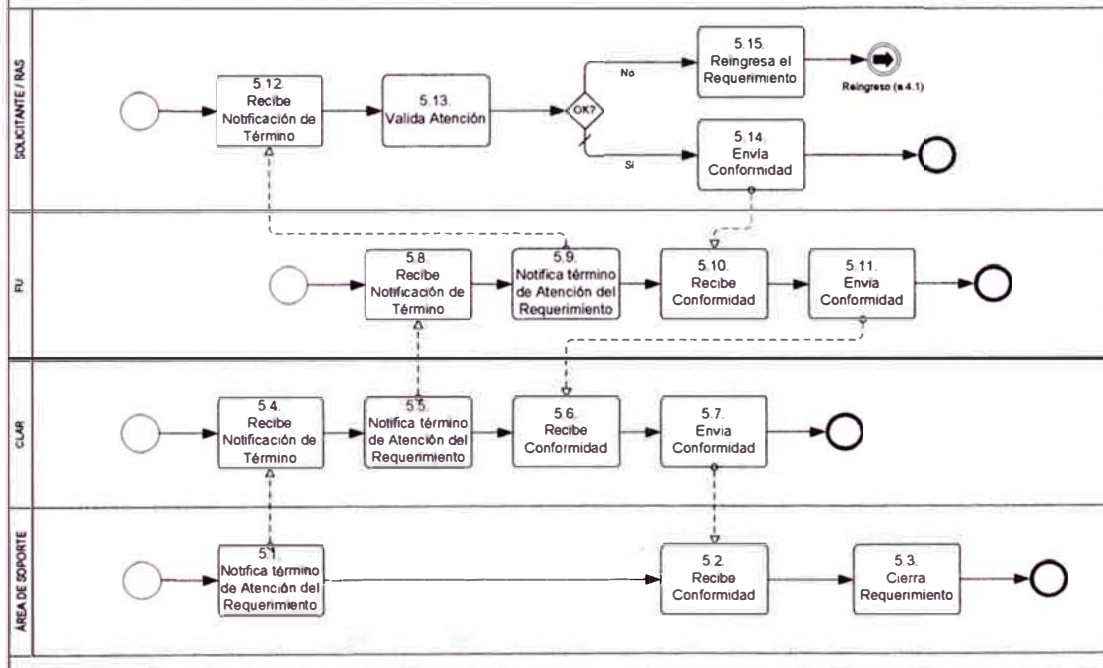 SOLICITANTE / RAS
5.12.
Recibe
Notificación de
Término
5.13.
Valida Atención
OK?
No
5.15.
Reingresa el
Requerimiento
Reingreso (a 4.1)
Si
5.14.
Envía
Conformidad
FU
5.8.
Recibe
Notificación de
Término
5.9.
Notifica término
de Atención del
Requerimiento
5.10.
Recibe
Conformidad
5.11.
Envia
Conformidad
CLAR
5.4.
Recibe
Notificación de
Término
5.5.
Notifica término
de Atención del
Requerimiento
5.6.
Recibe
Conformidad
5.7.
Envia
Conformidad
ÁREA DE SOPORTE
5.1.
Notifica término
de Atención del
Requerimiento
5.2.
Recibe
Conformidad
5.3.
Cierra
Requerimiento